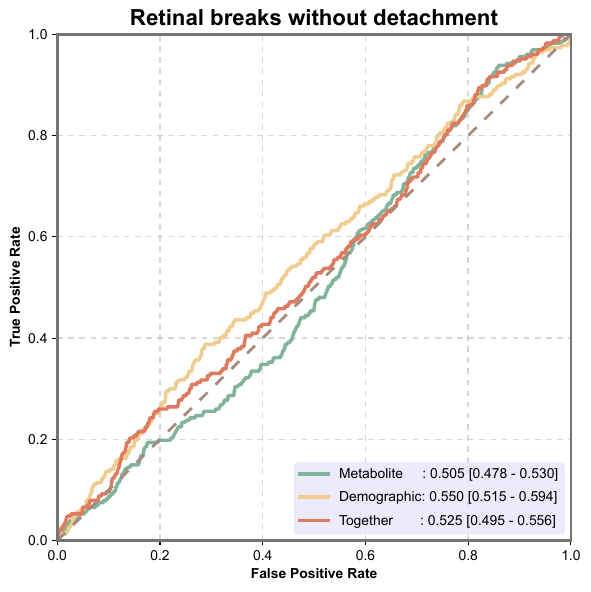 Retinal breaks without detachment
True Positive Rate
1.0
0.8
0.6
0.4
0.2
0.0
Metabolite : 0.505 [0.478 - 0.530]
Demographic: 0.550 [0.515 - 0.594]
Together : 0.525 [0.495 - 0.556]
0.0 0.2 0.4 0.6 0.8 1.0
False Positive Rate